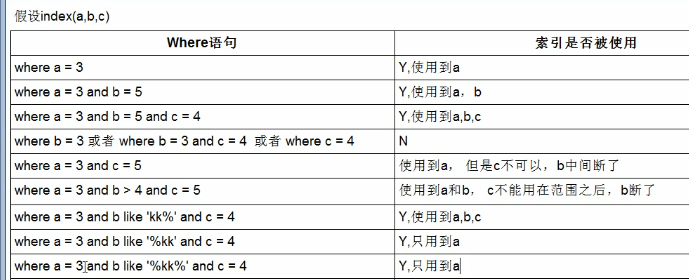 假设index(a,b,c)
Where语句 索引是否被使用
where a = 3 Y,使用到a
where a = 3 and b = 5 Y,使用到a，b
where a = 3 and b = 5 and c = 4 Y,使用到a,b,c
where b = 3 或者 where b = 3 and c = 4 或者 where c = 4 N
where a = 3 and c = 5 使用到a， 但是c不可以，b中间断了
where a = 3 and b > 4 and c = 5 使用到a和b， c不能用在范围之后，b断了
where a = 3 and b like 'kk%' and c = 4 Y,使用到a,b,c
where a = 3 and b like '%kk' and c = 4 Y,只用到a
where a = 3 and b like '%kk%' and c = 4 Y,只用到a